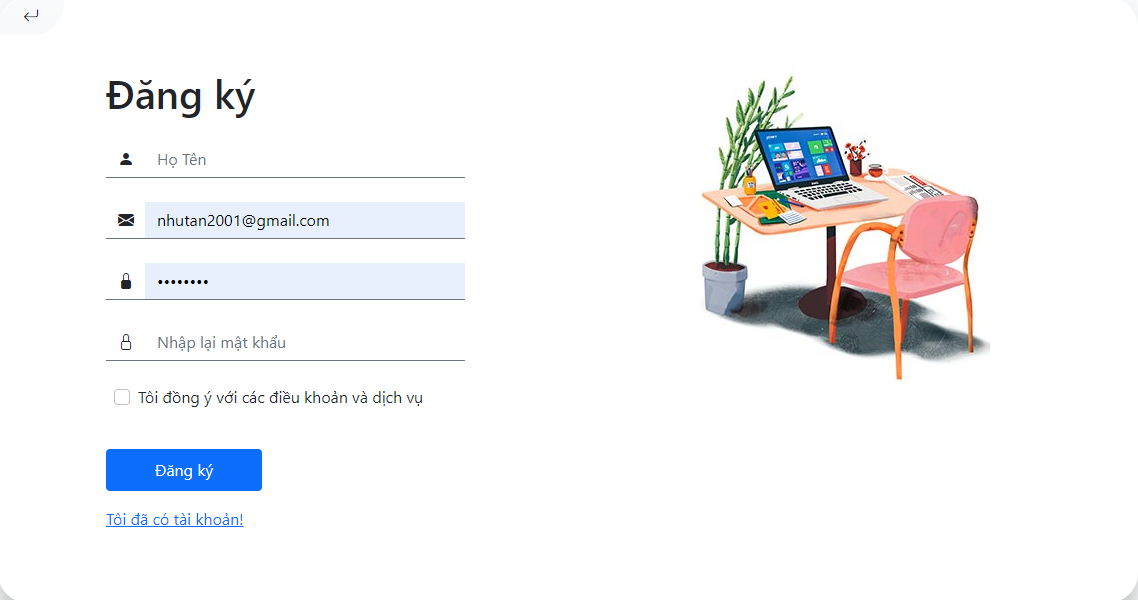 Đăng ký
Họ Tên
nhutan2001@gmail.com
••••••••
Nhập lại mật khẩu
Tôi đồng ý với các điều khoản và dịch vụ
Đăng ký
Tôi đã có tài khoản!